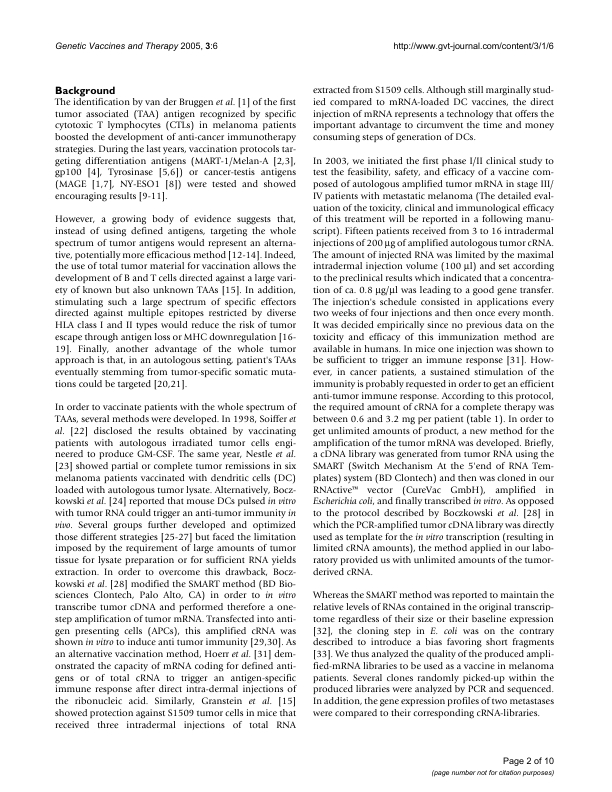 Genetic Vaccines and Therapy 2005, 3:6
http://www.gvt-journal.com/content/3/1/6
Background
The identification by van der Bruggen et al. [1] of the first
tumor associated (TAA) antigen recognized by specific
cytotoxic T lymphocytes (CTLs) in melanoma patients
boosted the development of anti-cancer immunotherapy
strategies. During the last years, vaccination protocols tar-
geting differentiation antigens (MART-1/Melan-A [2,3],
gp100 [4], Tyrosinase [5,6]) or cancer-testis antigens
(MAGE [1,7], NY-ESO1 [8]) were tested and showed
encouraging results [9-11].
However, a growing body of evidence suggests that,
instead of using defined antigens, targeting the whole
spectrum of tumor antigens would represent an alterna-
tive, potentially more efficacious method [12-14]. Indeed,
the use of total tumor material for vaccination allows the
development of B and T cells directed against a large vari-
ety of known but also unknown TAAs [15]. In addition,
stimulating such a large spectrum of specific effectors
directed against multiple epitopes restricted by diverse
HLA class I and II types would reduce the risk of tumor
escape through antigen loss or MHC downregulation [16-
19]. Finally, another advantage of the whole tumor
approach is that, in an autologous setting, patient's TAAs
eventually stemming from tumor-specific somatic muta-
tions could be targeted [20,21].
In order to vaccinate patients with the whole spectrum of
TAAs, several methods were developed. In 1998, Soiffer et
al. [22] disclosed the results obtained by vaccinating
patients with autologous irradiated tumor cells engi-
neered to produce GM-CSF. The same year, Nestle et al.
[23] showed partial or complete tumor remissions in six
melanoma patients vaccinated with dendritic cells (DC)
loaded with autologous tumor lysate. Alternatively, Bocz-
kowski et al. [24] reported that mouse DCs pulsed in vitro
with tumor RNA could trigger an anti-tumor immunity in
vivo. Several groups further developed and optimized
those different strategies [25-27] but faced the limitation
imposed by the requirement of large amounts of tumor
tissue for lysate preparation or for sufficient RNA yields
extraction. In order to overcome this drawback, Bocz-
kowski et al. [28] modified the SMART method (BD Bio-
sciences Clontech, Palo Alto, CA) in order to in vitro
transcribe tumor cDNA and performed therefore a one-
step amplification of tumor mRNA. Transfected into anti-
gen presenting cells (APCs), this amplified cRNA was
shown in vitro to induce anti tumor immunity [29,30]. As
an alternative vaccination method, Hoerr et al. [31] dem-
onstrated the capacity of mRNA coding for defined anti-
gens or of total cRNA to trigger an antigen-specific
immune response after direct intra-dermal injections of
the ribonucleic acid. Similarly, Granstein et al. [15]
showed protection against S1509 tumor cells in mice that
received three intradermal injections of total RNA
extracted from S1509 cells. Although still marginally stud-
ied compared to mRNA-loaded DC vaccines, the direct
injection of mRNA represents a technology that offers the
important advantage to circumvent the time and money
consuming steps of generation of DCs.
In 2003, we initiated the first phase I/II clinical study to
test the feasibility, safety, and efficacy of a vaccine com-
posed of autologous amplified tumor mRNA in stage III/
IV patients with metastatic melanoma (The detailed eval-
uation of the toxicity, clinical and immunological efficacy
of this treatment will be reported in a following manu-
script). Fifteen patients received from 3 to 16 intradermal
injections of 200 μg of amplified autologous tumor cRNA.
The amount of injected RNA was limited by the maximal
intradermal injection volume (100 μl) and set according
to the preclinical results which indicated that a concentra-
tion of ca. 0.8 μg/μl was leading to a good gene transfer.
The injection's schedule consisted in applications every
two weeks of four injections and then once every month.
It was decided empirically since no previous data on the
toxicity and efficacy of this immunization method are
available in humans. In mice one injection was shown to
be sufficient to trigger an immune response [31]. How-
ever, in cancer patients, a sustained stimulation of the
immunity is probably requested in order to get an efficient
anti-tumor immune response. According to this protocol,
the required amount of cRNA for a complete therapy was
between 0.6 and 3.2 mg per patient (table 1). In order to
get unlimited amounts of product, a new method for the
amplification of the tumor mRNA was developed. Briefly,
a cDNA library was generated from tumor RNA using the
SMART (Switch Mechanism At the 5'end of RNA Tem-
plates) system (BD Clontech) and then was cloned in our
RNActive™ vector (CureVac GmbH), amplified in
Escherichia coli, and finally transcribed in vitro. As opposed
to the protocol described by Boczkowski et al. [28] in
which the PCR-amplified tumor cDNA library was directly
used as template for the in vitro transcription (resulting in
limited cRNA amounts), the method applied in our labo-
ratory provided us with unlimited amounts of the tumor-
derived cRNA.
Whereas the SMART method was reported to maintain the
relative levels of RNAs contained in the original transcrip-
tome regardless of their size or their baseline expression
[32], the cloning step in E. coli was on the contrary
described to introduce a bias favoring short fragments
[33]. We thus analyzed the quality of the produced ampli-
fied-mRNA libraries to be used as a vaccine in melanoma
patients. Several clones randomly picked-up within the
produced libraries were analyzed by PCR and sequenced.
In addition, the gene expression profiles of two metastases
were compared to their corresponding cRNA-libraries.
Page 2 of 10
(page number not for citation purposes)